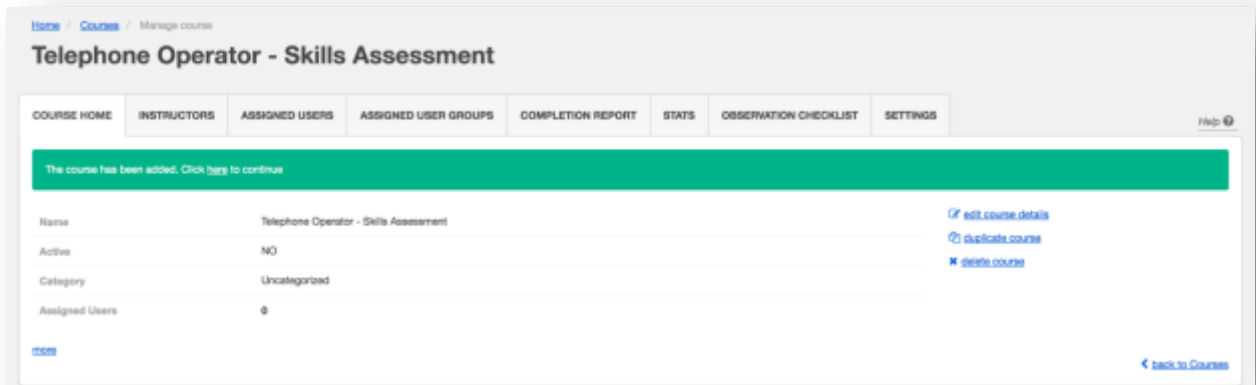 Home / Courses / Manage course
Telephone Operator - Skills Assessment
COURSE HOME INSTRUCTORS ASSIGNED USERS ASSIGNED USER GROUPS COMPLETION REPORT STATS OBSERVATION CHECKLIST SETTINGS Help
The course has been added. Click here to continue
Name Telephone Operator - Skills Assessment edit course details
Active NO duplicate course
Category Uncategorized delete course
Assigned Users 0
more
back to Courses